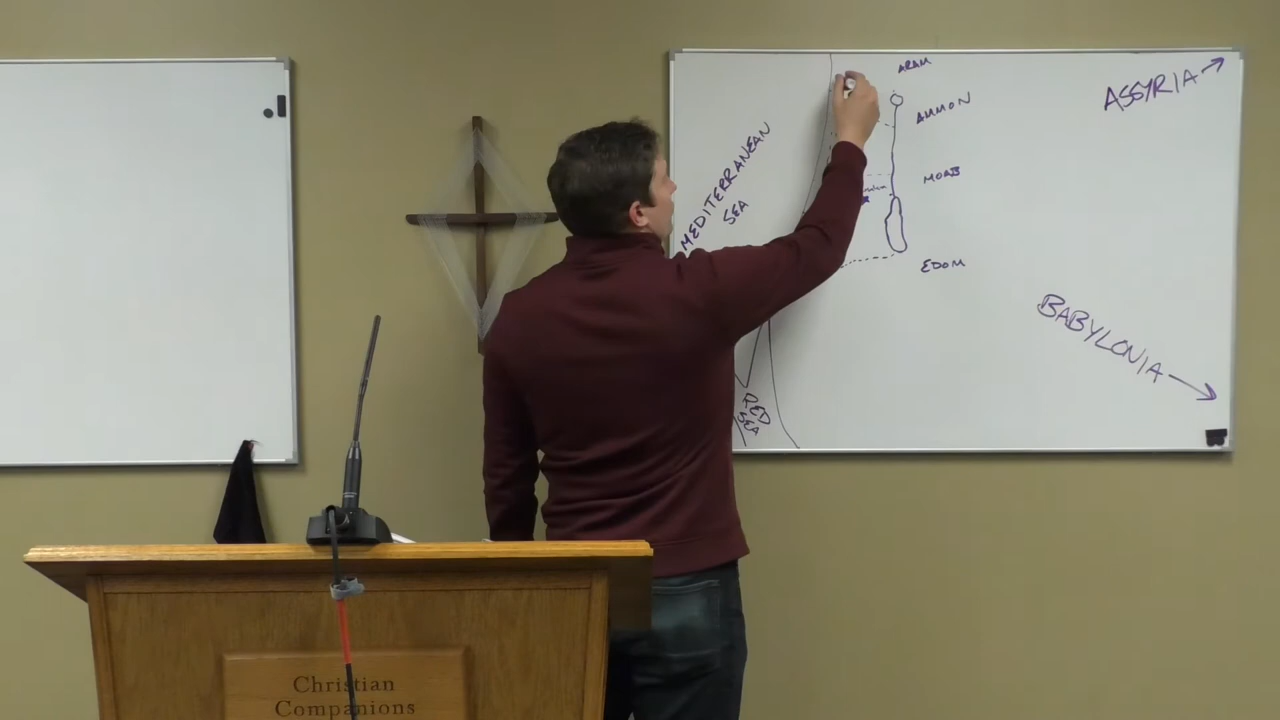 ARAM
ASSYRIA
AMMON
MEDITERRANEAN
SEA
MOAB
EDOM
BABYLONIA
RED
SEA
Christian
Companions